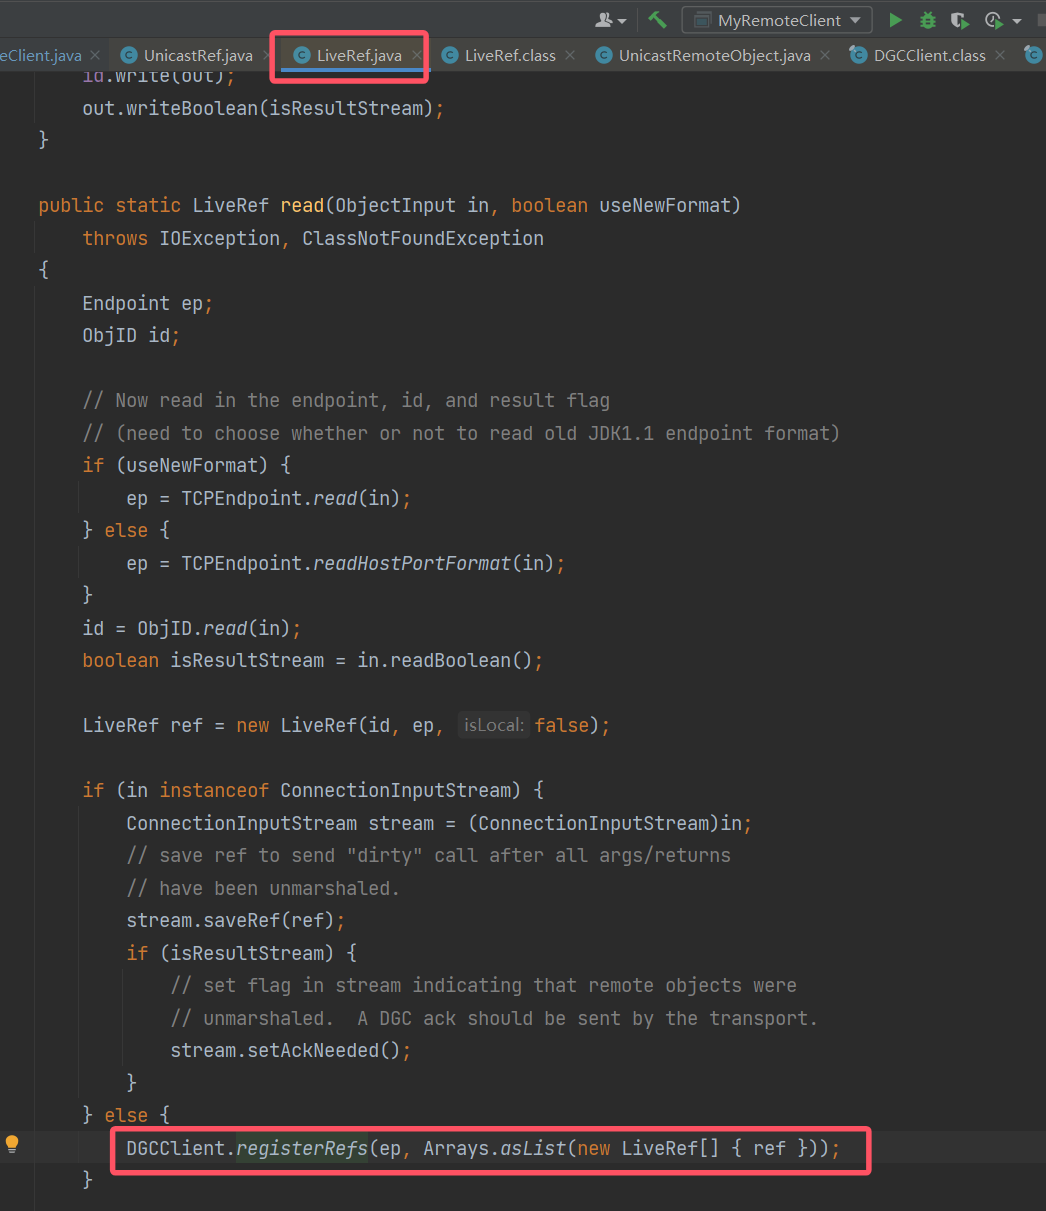 MyRemoteClient
eClient.java UnicastRef.java LiveRef.java LiveRef.class UnicastRemoteObject.java DGCClient.class
id.write(out);
out.writeBoolean(isResultStream);
}
public static LiveRef read(ObjectInput in, boolean useNewFormat)
throws IOException, ClassNotFoundException
{
Endpoint ep;
ObjID id;
// Now read in the endpoint, id, and result flag
// (need to choose whether or not to read old JDK1.1 endpoint format)
if (useNewFormat) {
ep = TCPEndpoint.read(in);
} else {
ep = TCPEndpoint.readHostPortFormat(in);
}
id = ObjID.read(in);
boolean isResultStream = in.readBoolean();
LiveRef ref = new LiveRef(id, ep, isLocal: false);
if (in instanceof ConnectionInputStream) {
ConnectionInputStream stream = (ConnectionInputStream)in;
// save ref to send "dirty" call after all args/returns
// have been unmarshaled.
stream.saveRef(ref);
if (isResultStream) {
// set flag in stream indicating that remote objects were
// unmarshaled.  A DGC ack should be sent by the transport.
stream.setAckNeeded();
}
} else {
DGCClient.registerRefs(ep, Arrays.asList(new LiveRef[] { ref }));
}